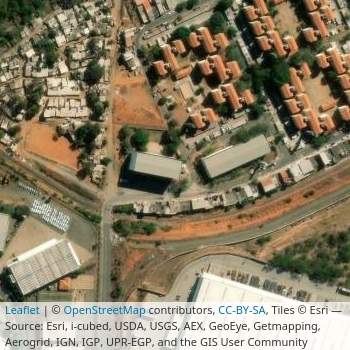 Leaflet | © OpenStreetMap contributors, CC-BY-SA, Tiles © Esri —
Source: Esri, i-cubed, USDA, USGS, AEX, GeoEye, Getmapping,
Aerogrid, IGN, IGP, UPR-EGP, and the GIS User Community